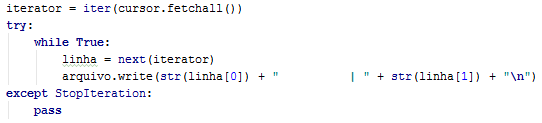 iterator = iter(cursor.fetchall())
try:
    while True:
        linha = next(iterator)
        arquivo.write(str(linha[0]) + "          | " + str(linha[1]) + "\n")
except StopIteration:
    pass